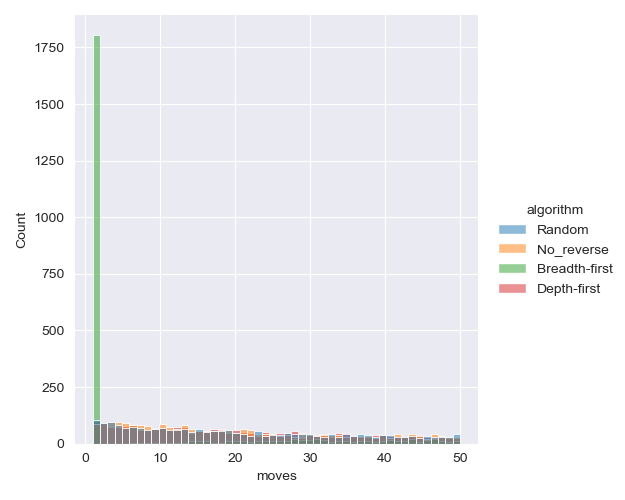 1750
1500
1250
1000
750
500
250
0
Count
0 10 20 30 40 50
moves
algorithm
Random
No_reverse
Breadth-first
Depth-first